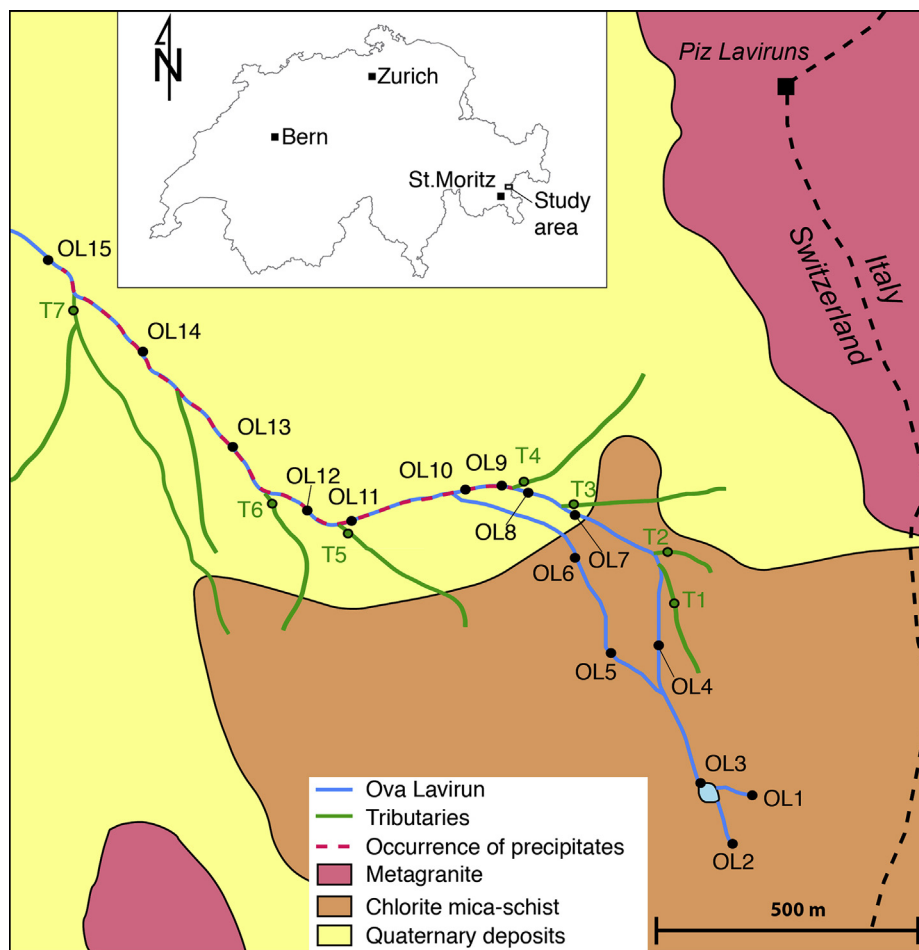 Piz Laviruns
N
Zurich
Bern
St.Moritz
Study
area
Switzerland
Italy
OL15
T7
OL14
OL13
OL12
OL11
OL10
OL9
T4
T3
OL8
OL7
T6
T5
OL6
T2
T1
OL5
OL4
OL3
OL1
OL2
Ova Lavirun
Tributaries
Occurrence of precipitates
Metagranite
Chlorite mica-schist
Quaternary deposits
500 m